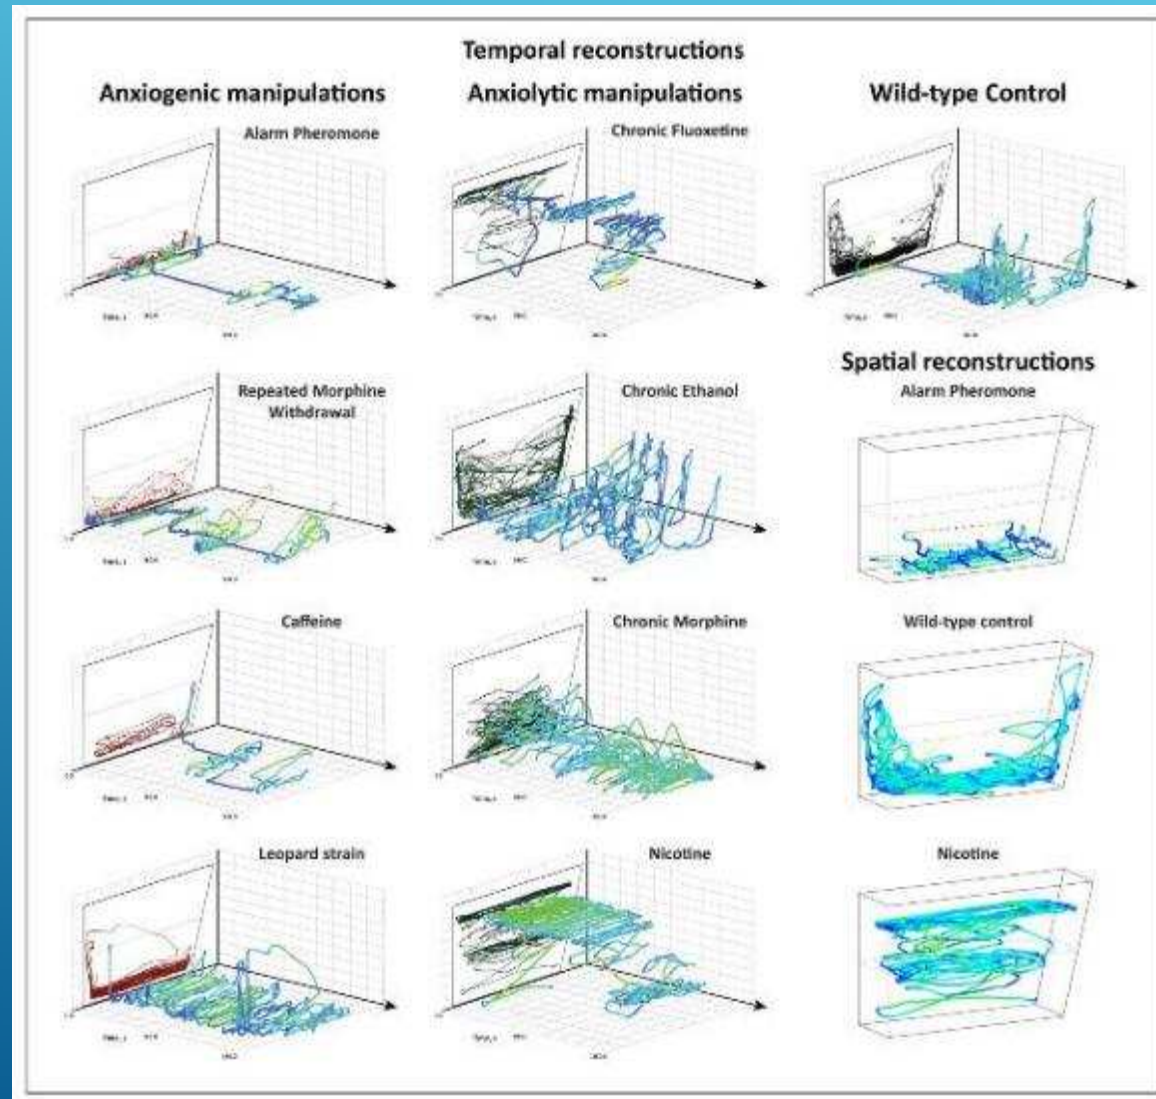 Temporal reconstructions
Anxiogenic manipulations
Anxiolytic manipulations
Wild-type Control
Alarm Pheromone
Chronic Fluoxetine
Spatial reconstructions
Repeated Morphine
Withdrawal
Chronic Ethanol
Alarm Pheromone
Caffeine
Chronic Morphine
Wild-type control
Leopard strain
Nicotine
Nicotine